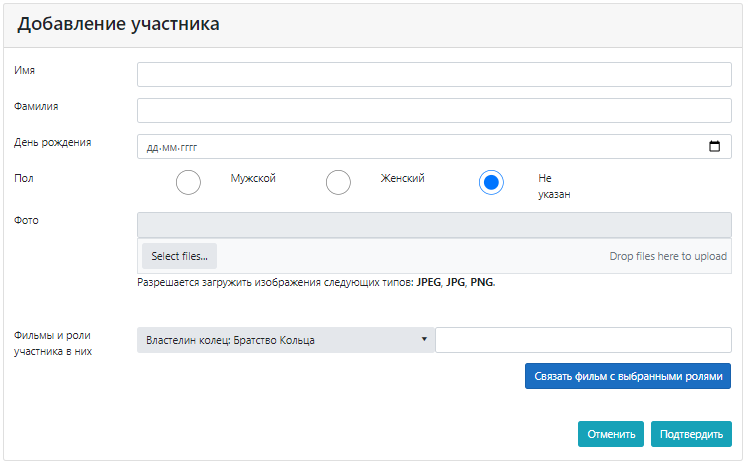 Добавление участника
Имя
Фамилия
День рождения
дд.мм.гггг
Пол
Мужской
Женский
Не
указан
Фото
Select files...
Drop files here to upload
Разрешается загрузить изображения следующих типов: JPEG, JPG, PNG.
Фильмы и роли
участника в них
Властелин колец: Братство Кольца
Связать фильм с выбранными ролями
Отменить
Подтвердить